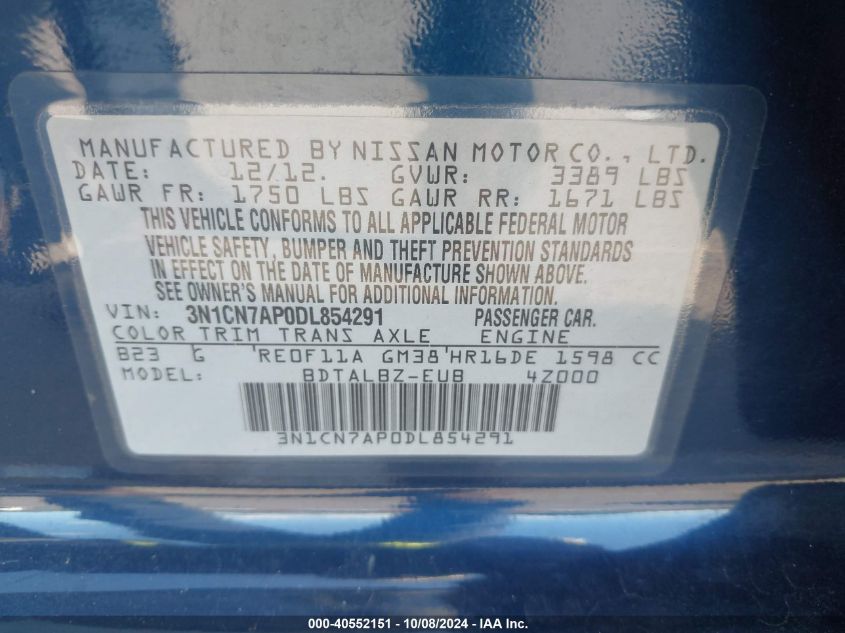 MANUFACTURED BY NISSAN MOTOR CO., LTD.
DATE: 12/12. GVWR: 3389 LBS
GAWR FR: 1750 LBS GAWR RR: 1671 LBS
THIS VEHICLE CONFORMS TO ALL APPLICABLE FEDERAL MOTOR
VEHICLE SAFETY, BUMPER AND THEFT PREVENTION STANDARDS
IN EFFECT ON THE DATE OF MANUFACTURE SHOWN ABOVE.
SEE OWNER'S MANUAL FOR ADDITIONAL INFORMATION.
VIN: 3N1CN7AP0DL854291 PASSENGER CAR.
COLOR TRIM TRANS AXLE ENGINE
B23 G 'RE0F11A GM38'HR16DE 1598 CC
MODEL: BDTALBZ-EUB 4Z000
3N1CN7AP0DL854291
000-40552151 - 10/08/2024 - IAA Inc.